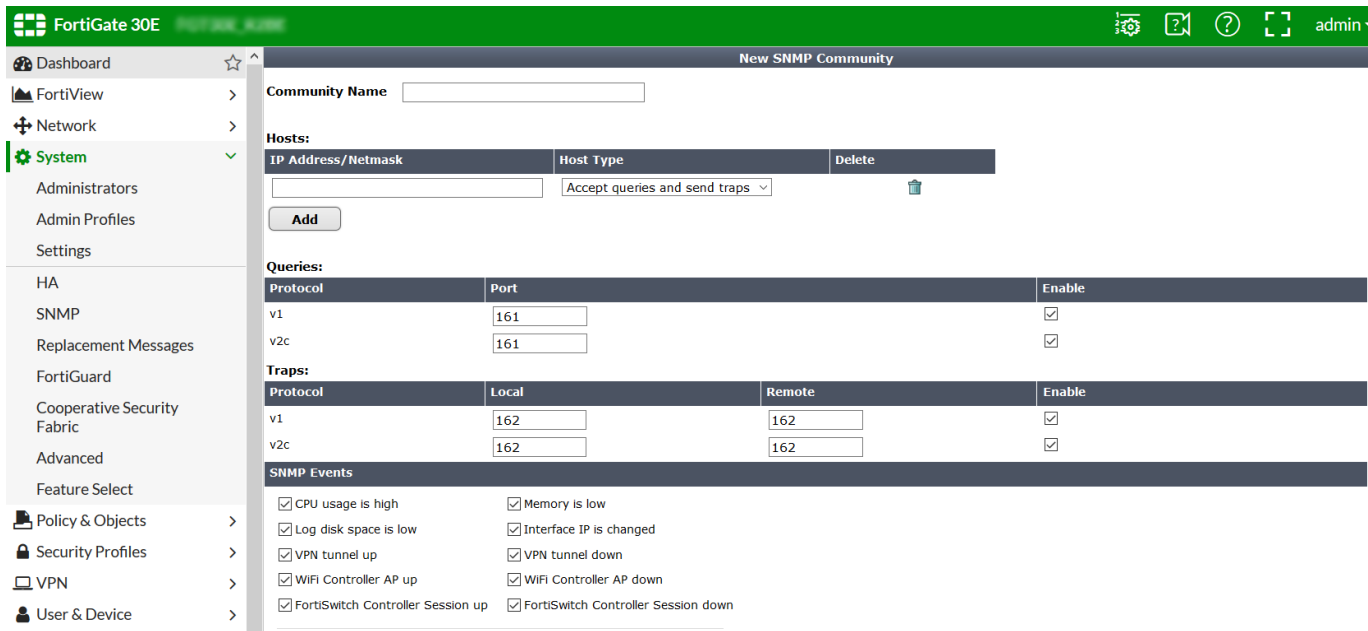 FortiGate 30E
admin
Dashboard
New SNMP Community
FortiView
Community Name
Network
Hosts:
System
IP Address/Netmask Host Type Delete
Administrators
Accept queries and send traps
Admin Profiles
Add
Settings
Queries:
HA
Protocol Port Enable
SNMP
v1 161
Replacement Messages
v2c 161
FortiGuard
Traps:
Protocol Local Remote Enable
Cooperative Security
Fabric
v1 162 162
v2c 162 162
Advanced
SNMP Events
Feature Select
CPU usage is high Memory is low
Policy & Objects
Log disk space is low Interface IP is changed
Security Profiles
VPN tunnel up VPN tunnel down
VPN
WiFi Controller AP up WiFi Controller AP down
User & Device
FortiSwitch Controller Session up FortiSwitch Controller Session down